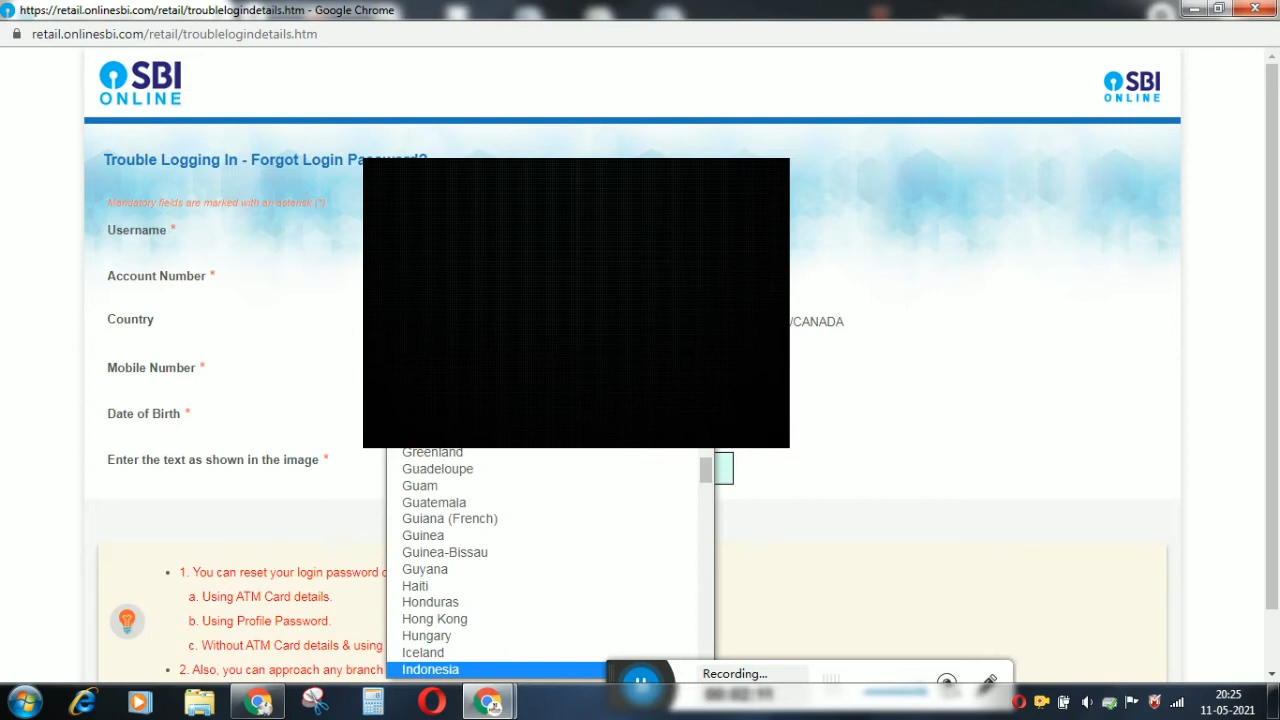 https://retail.onlinesbi.com/retail/troublelogindetails.htm - Google Chrome
retail.onlinesbi.com/retail/troublelogindetails.htm
SBI
ONLINE
SBI
ONLINE
Trouble Logging In - Forgot Login Password?
Mandatory fields are marked with an asterisk (*)
Username *
Account Number *
Country
/CANADA
Mobile Number *
Date of Birth *
Enter the text as shown in the image *
Greenland
Guadeloupe
Guam
Guatemala
Guiana (French)
Guinea
Guinea-Bissau
Guyana
Haiti
Honduras
Hong Kong
Hungary
Iceland
Indonesia
1. You can reset your login password
a. Using ATM Card details.
b. Using Profile Password.
c. Without ATM Card details & using
2. Also, you can approach any branch
Recording...
00:02:11
20:25
11-05-2021